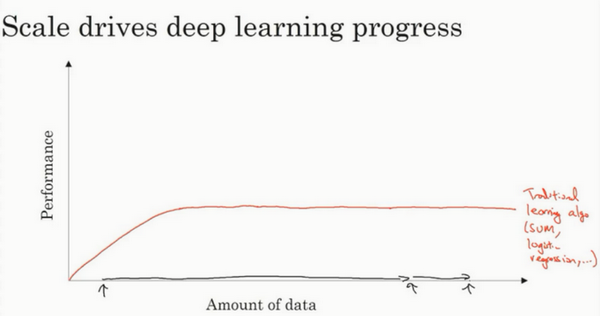 Scale drives deep learning progress
Performance
Traditional
learning algo
(SVM,
logistic
regression,...)
Amount of data